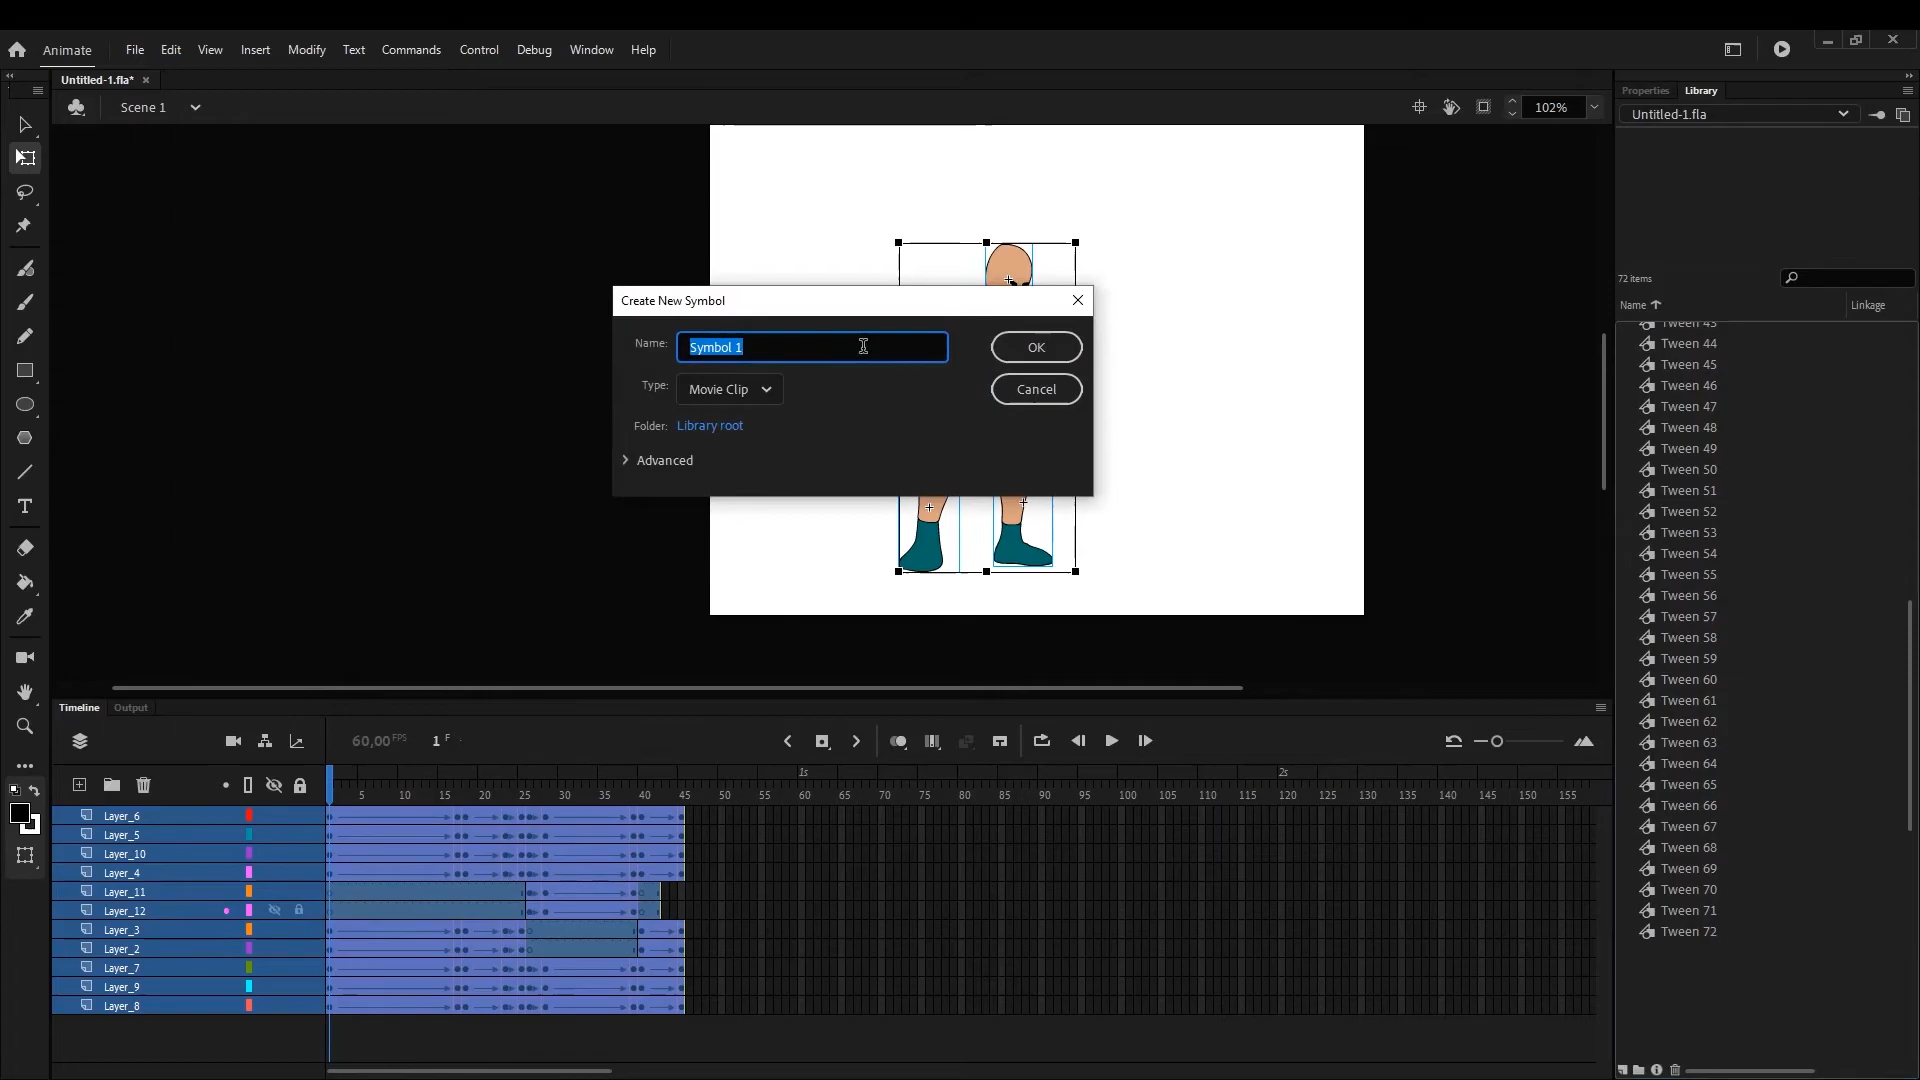 Animate File Edit View Insert Modify Text Commands Control Debug Window Help
Untitled-1.fla*
Scene 1
102%
Properties Library
Untitled-1.fla
72 items
Name Linkage
Tween 43
Tween 44
Tween 45
Tween 46
Tween 47
Tween 48
Tween 49
Tween 50
Tween 51
Tween 52
Tween 53
Tween 54
Tween 55
Tween 56
Tween 57
Tween 58
Tween 59
Tween 60
Tween 61
Tween 62
Tween 63
Tween 64
Tween 65
Tween 66
Tween 67
Tween 68
Tween 69
Tween 70
Tween 71
Tween 72
Create New Symbol
Name: Symbol 1 OK
Type: Movie Clip Cancel
Folder: Library root
Advanced
Timeline Output
60,00 FPS 1 F
1s 2s
5 10 15 20 25 30 35 40 45 50 55 60 65 70 75 80 85 90 95 100 105 110 115 120 125 130 135 140 145 150 155
Layer_6
Layer_5
Layer_10
Layer_4
Layer_11
Layer_12
Layer_3
Layer_2
Layer_7
Layer_9
Layer_8